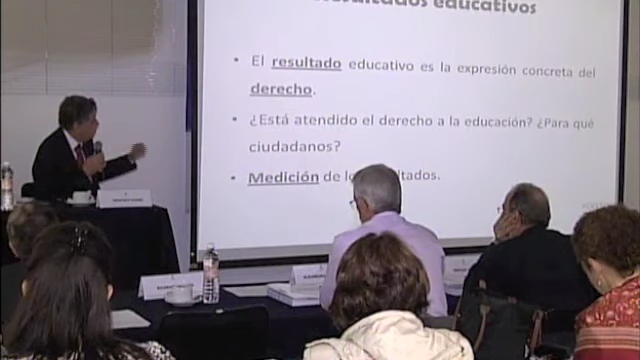 Resultados educativos
• El resultado educativo es la expresión concreta del
derecho.
• ¿Está atendido el derecho a la educación? ¿Para qué
ciudadanos?
• Medición de los resultados.